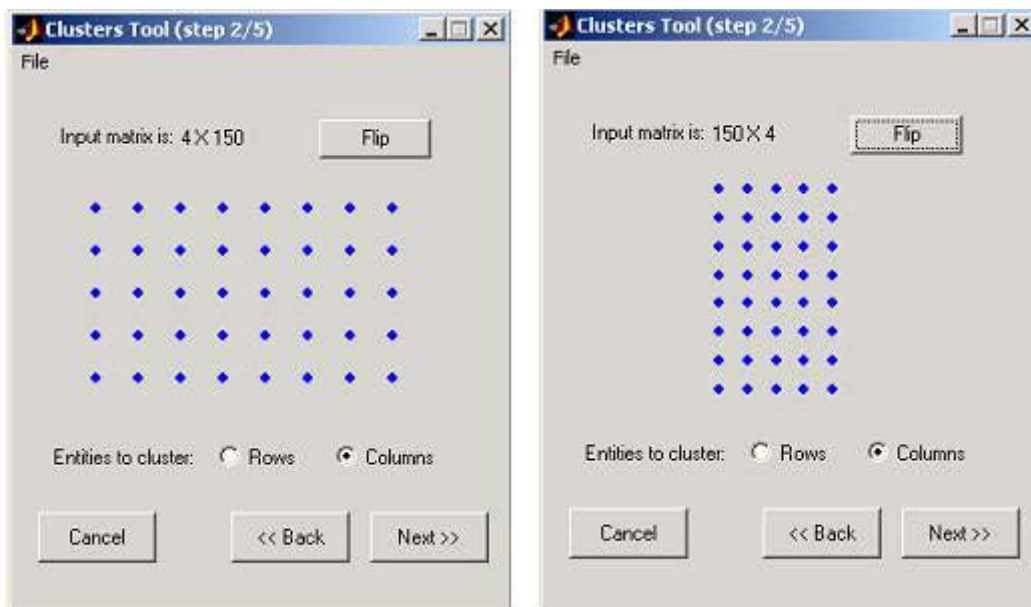 Clusters Tool (step 2/5)
File
Input matrix is: 4 X 150 Flip
Entities to cluster: Rows Columns
Cancel << Back Next >>
Clusters Tool (step 2/5)
File
Input matrix is: 150 X 4 Flip
Entities to cluster: Rows Columns
Cancel << Back Next >>